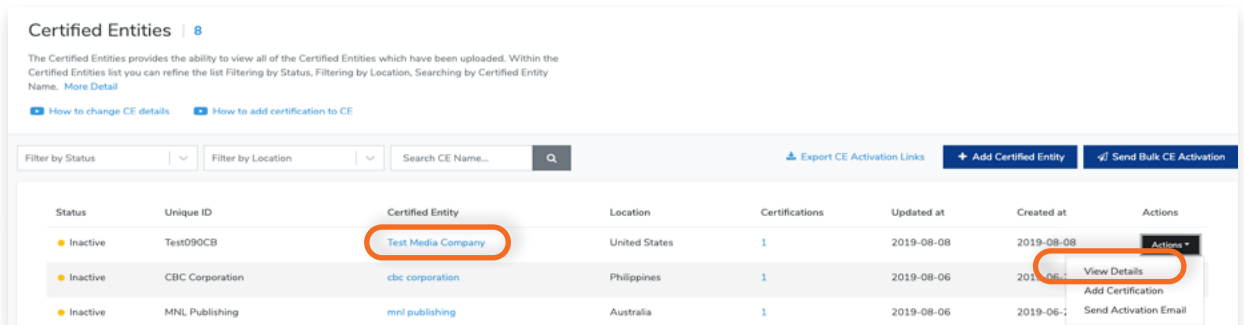 Certified Entities | 8
The Certified Entities provides the ability to view all of the Certified Entities which have been uploaded. Within the
Certified Entities list you can refine the list Filtering by Status, Filtering by Location, Searching by Certified Entity
Name. More Detail
How to change CE details How to add certification to CE
Filter by Status Filter by Location Search CE Name... Export CE Activation Links + Add Certified Entity Send Bulk CE Activation
Status Unique ID Certified Entity Location Certifications Updated at Created at Actions
Inactive Test090CB Test Media Company United States 1 2019-08-08 2019-08-08 Actions
Inactive CBC Corporation cbc corporation Philippines 1 2019-08-06 2019-06-2 View Details
Add Certification
Inactive MNL Publishing mnl publishing Australia 1 2019-08-06 2019-06-2 Send Activation Email